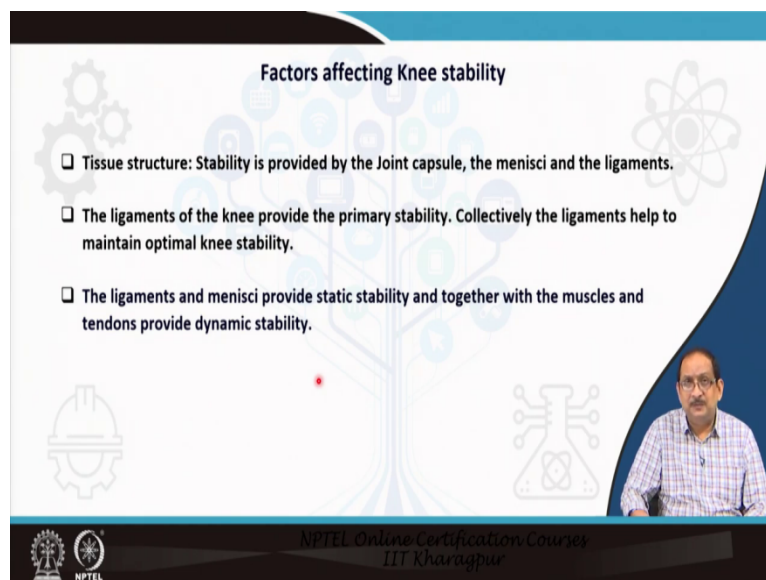 Factors affecting Knee stability
❑ Tissue structure: Stability is provided by the Joint capsule, the menisci and the ligaments.
❑ The ligaments of the knee provide the primary stability. Collectively the ligaments help to
maintain optimal knee stability.
❑ The ligaments and menisci provide static stability and together with the muscles and
tendons provide dynamic stability.
NPTEL Online Certification Courses
IIT Kharagpur
NPTEL